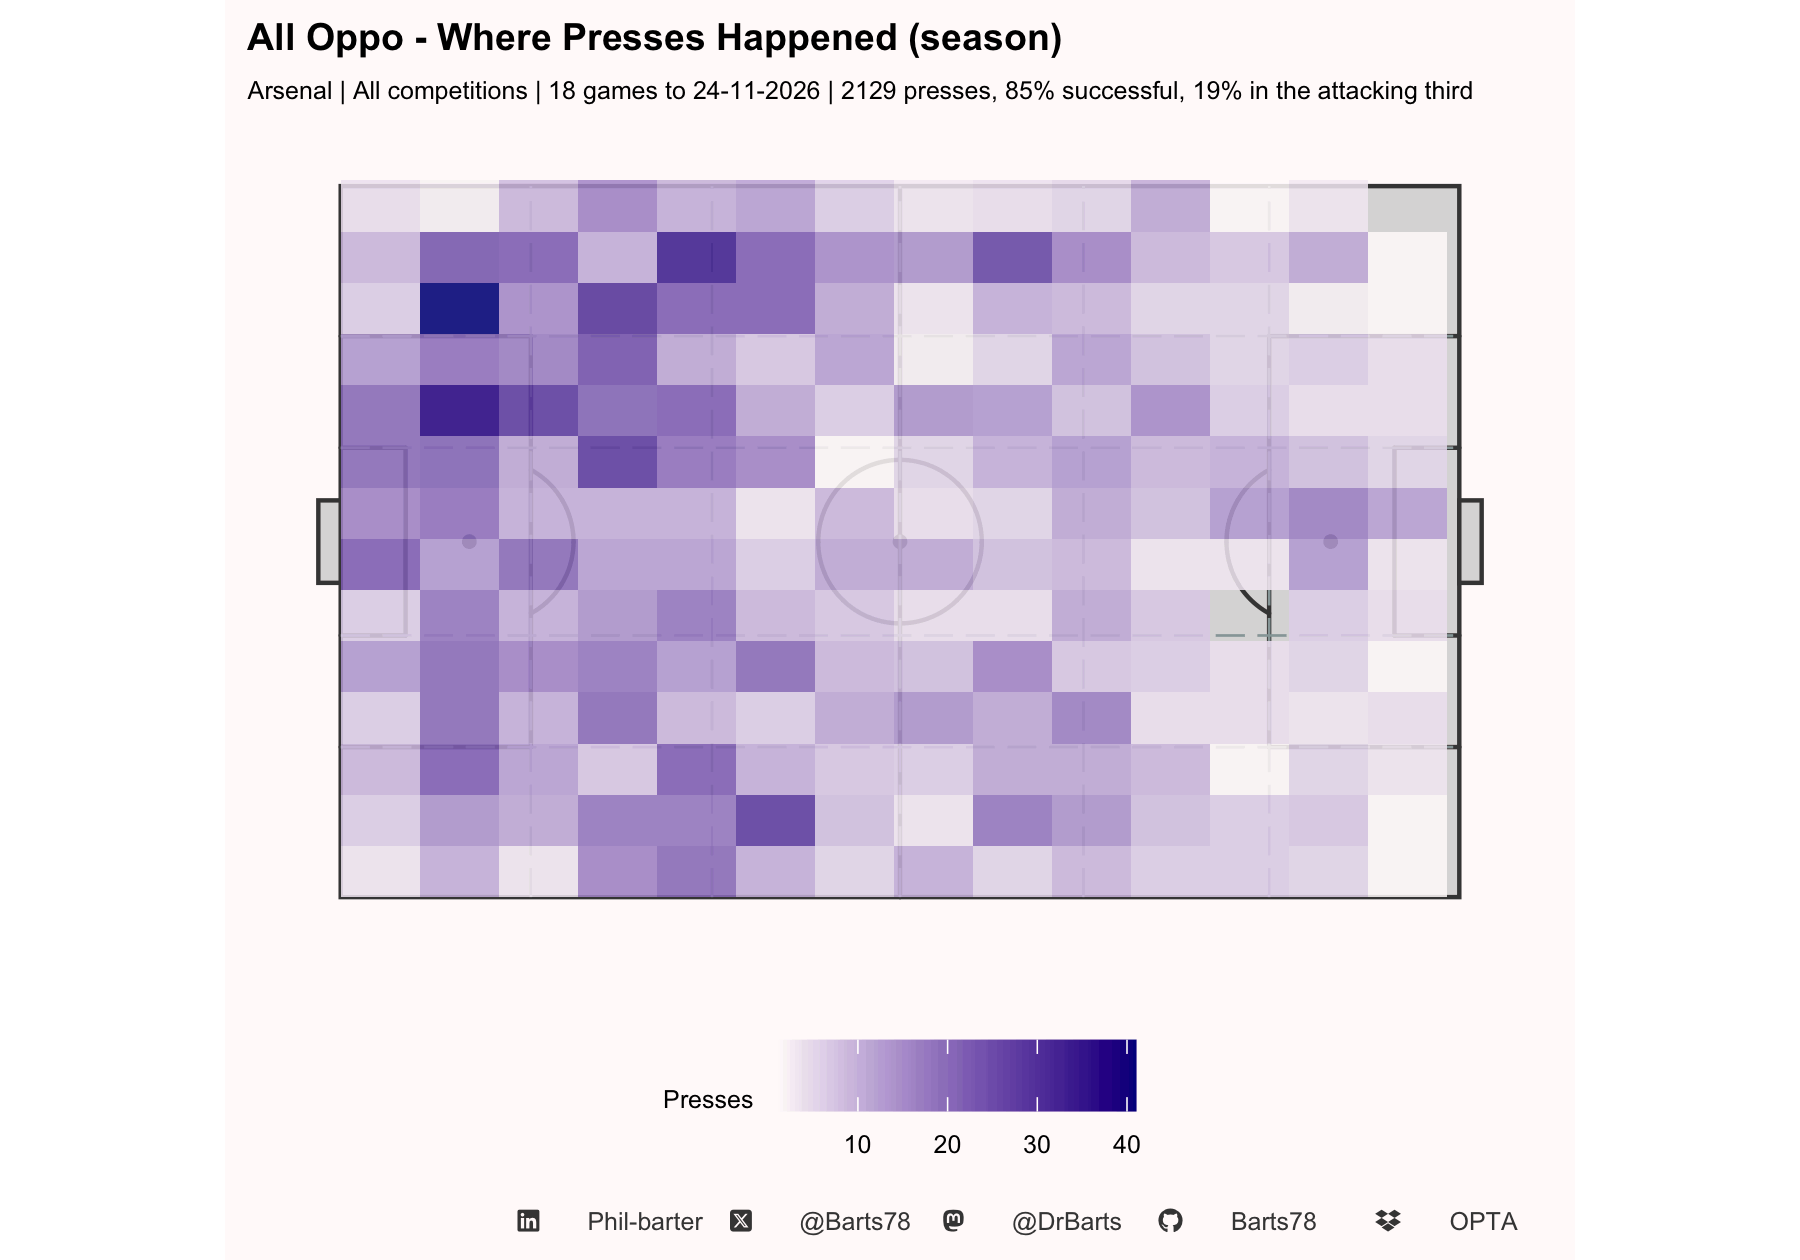 All Oppo - Where Presses Happened (season)
Arsenal | All competitions | 18 games to 24-11-2026 | 2129 presses, 85% successful, 19% in the attacking third
Presses
10 20 30 40
Phil-barter @Barts78 @DrBarts Barts78 OPTA